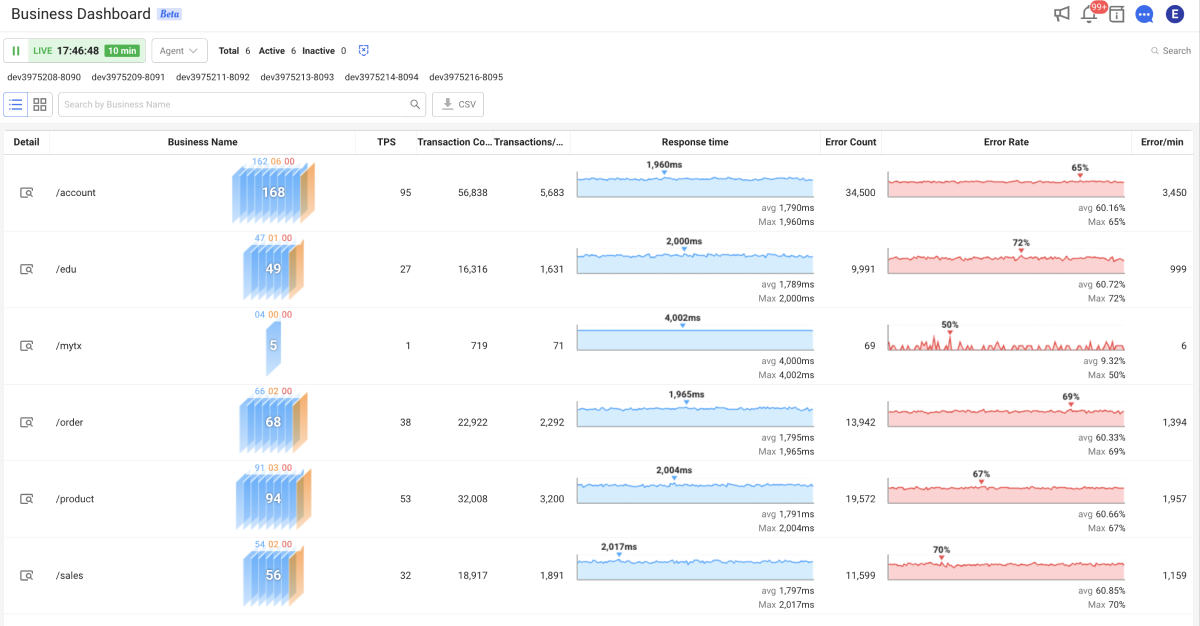 Business Dashboard Beta
99+
E
LIVE 17:46:48 10 min Agent Total 6 Active 6 Inactive 0 Search
dev3975208-8090 dev3975209-8091 dev3975211-8092 dev3975213-8093 dev3975214-8094 dev3975216-8095
Search by Business Name CSV
Detail Business Name TPS Transaction Co... Transactions/... Response time Error Count Error Rate Error/min
162 06 00 1,960ms 65%
/account 168 95 56,838 5,683 34,500 3,450
avg 1,790ms avg 60.16%
Max 1,960ms Max 65%
47 01 00 2,000ms 72%
/edu 49 27 16,316 1,631 9,991 999
avg 1,789ms avg 60.72%
Max 2,000ms Max 72%
04 00 00 4,002ms 50%
/mytx 5 1 719 71 69 6
avg 4,000ms avg 9.32%
Max 4,002ms Max 50%
66 02 00 1,965ms 69%
/order 68 38 22,922 2,292 13,942 1,394
avg 1,795ms avg 60.33%
Max 1,965ms Max 69%
91 03 00 2,004ms 67%
/product 94 53 32,008 3,200 19,572 1,957
avg 1,791ms avg 60.66%
Max 2,004ms Max 67%
54 02 00 2,017ms 70%
/sales 56 32 18,917 1,891 11,599 1,159
avg 1,797ms avg 60.85%
Max 2,017ms Max 70%